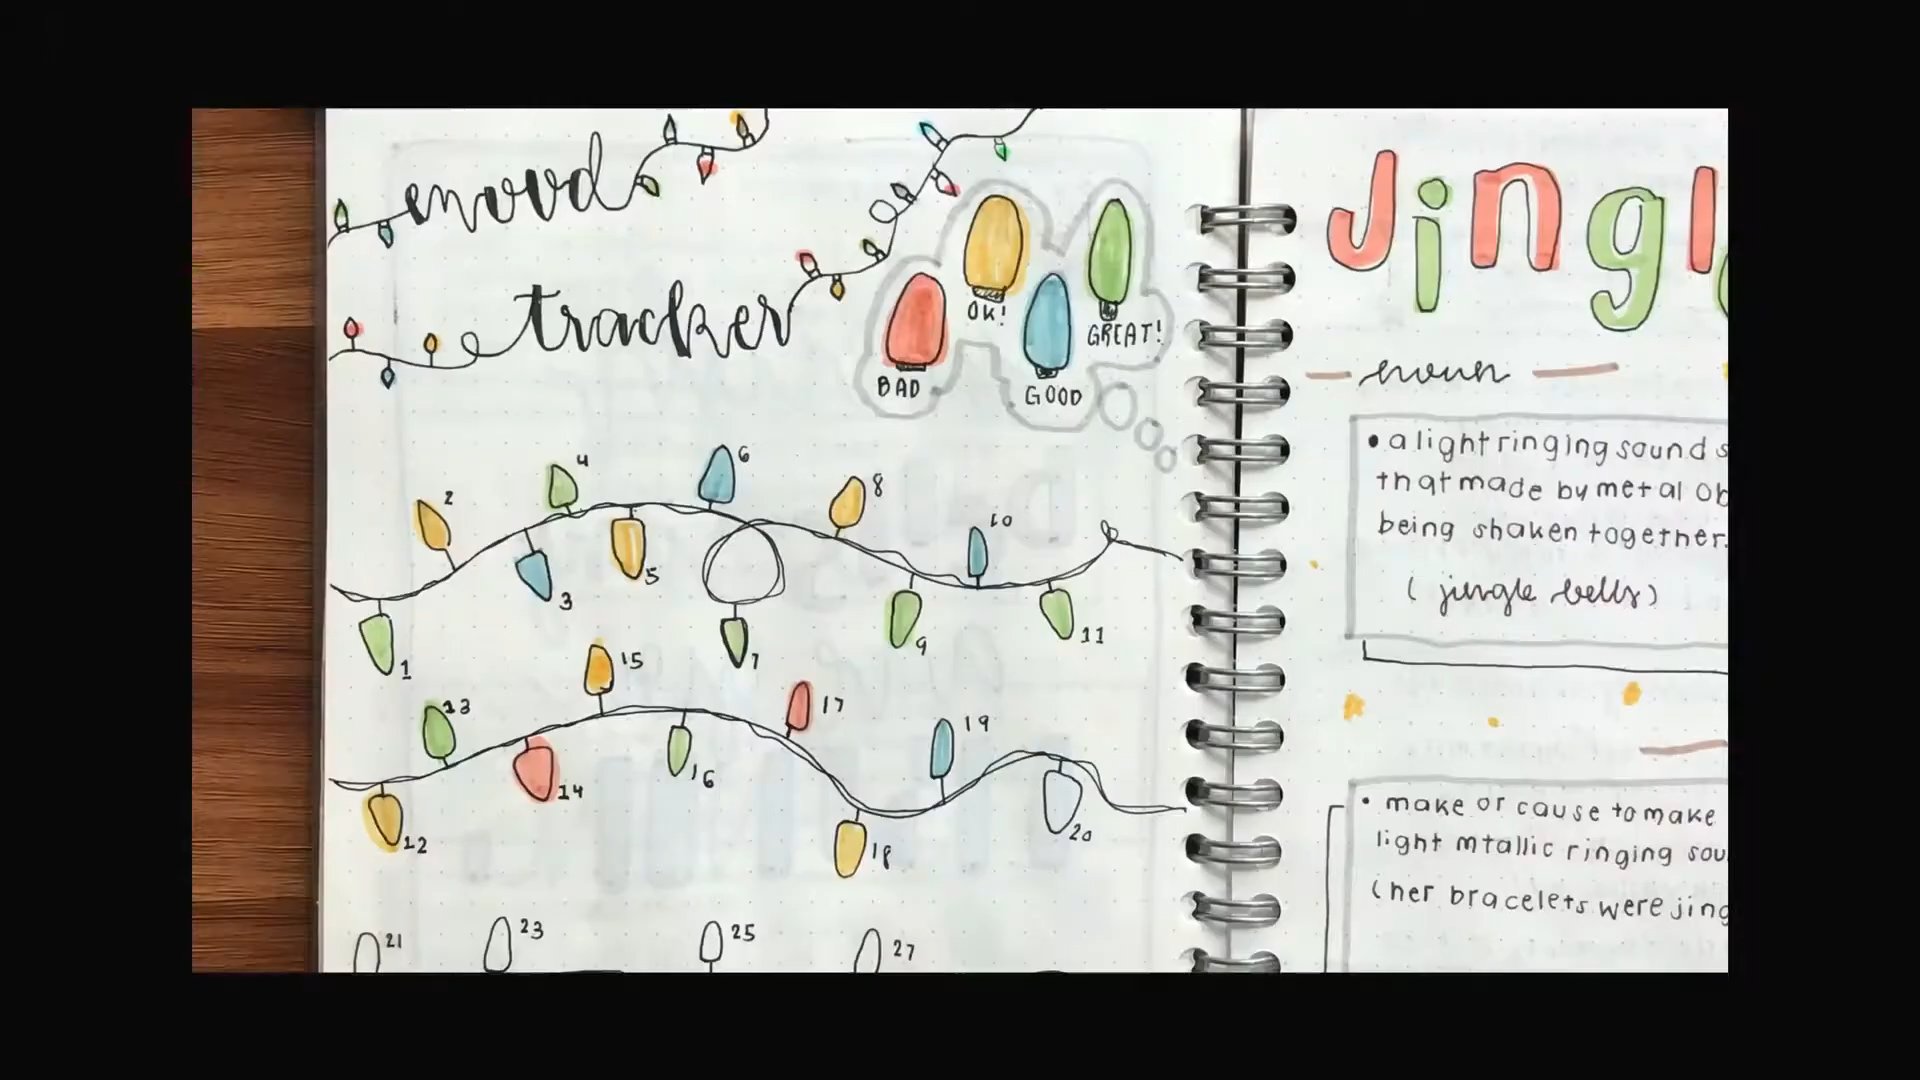 mood
tracker
OK!
GREAT!
BAD
GOOD
4
6
2
8
10
5
3
1
7
9
11
15
13
17
19
16
14
12
18
20
21
23
25
27
Jingl
noun
• a light ringing sound s
that made by metal ob
being shaken together.
( jingle bells)
• make or cause to make
light mtallic ringing sou
(her bracelets were jing